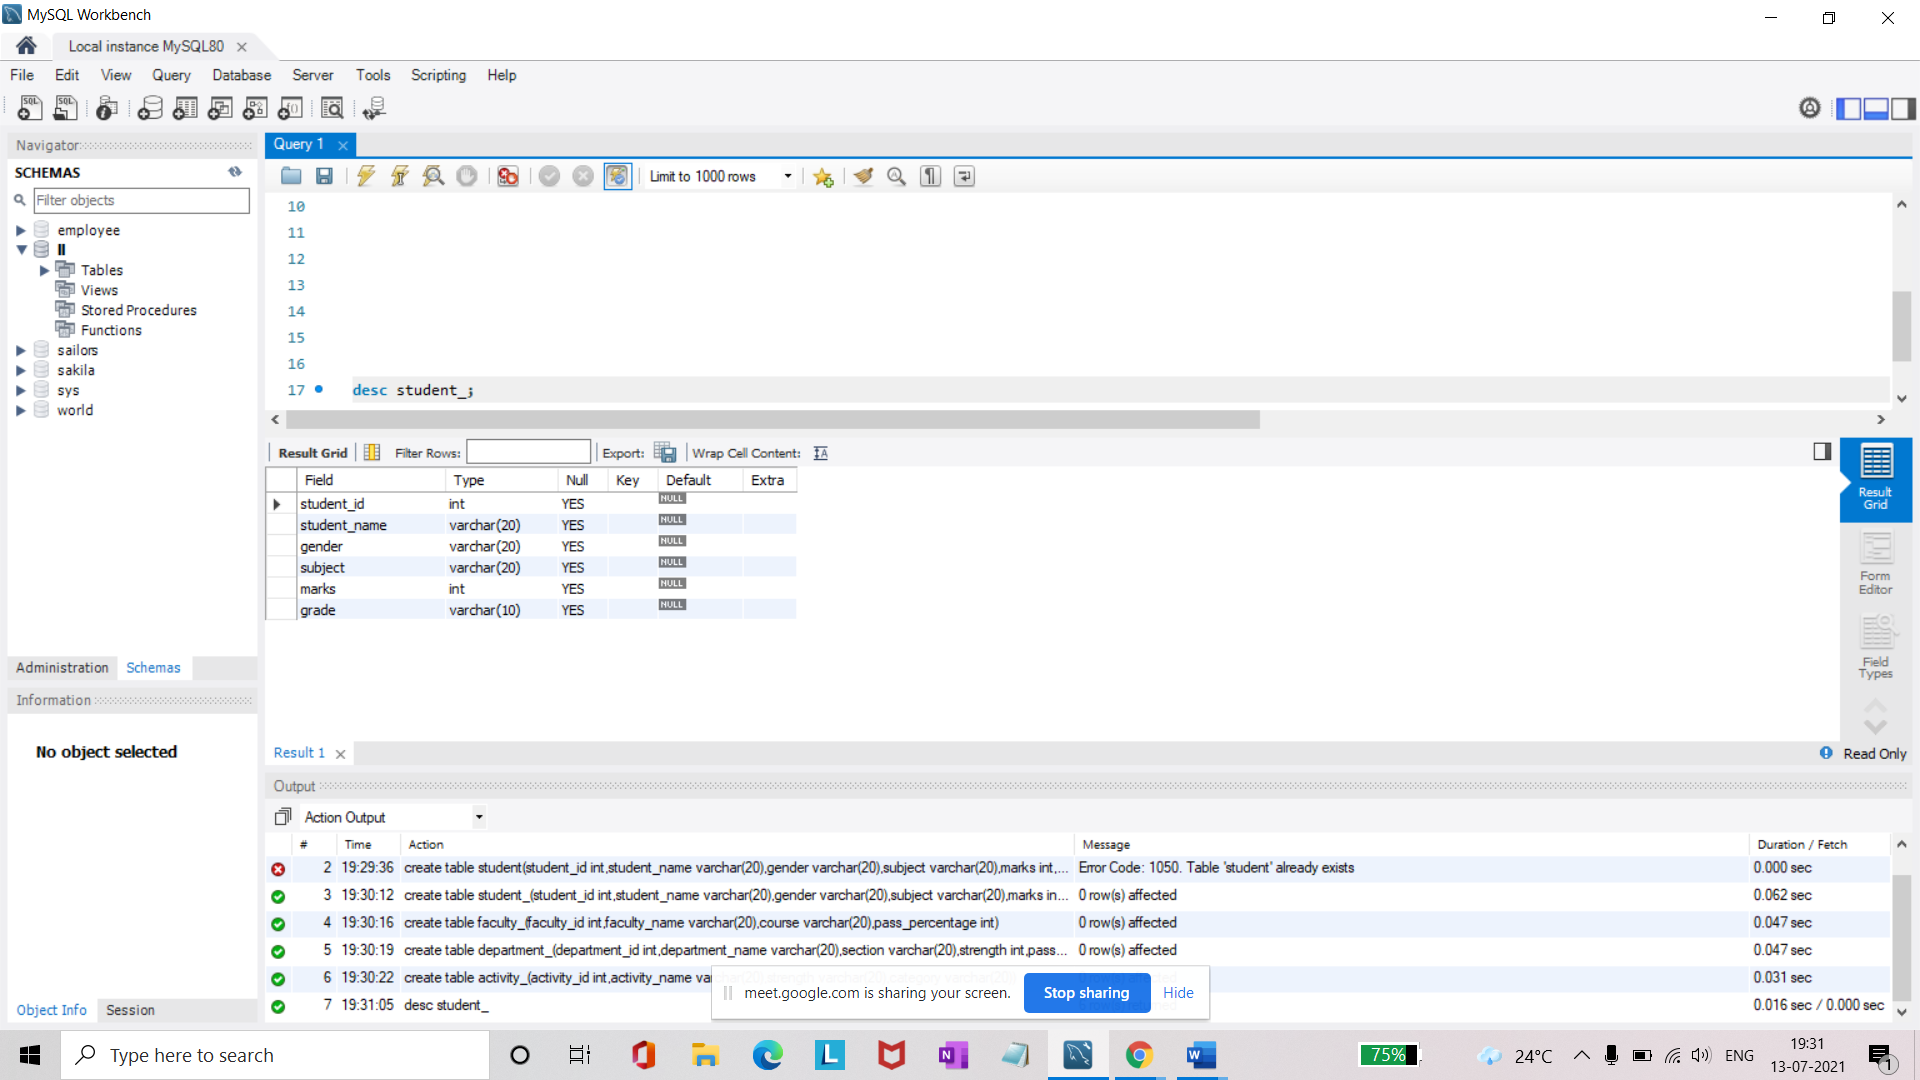 MySQL Workbench
Local instance MySQL80
File Edit View Query Database Server Tools Scripting Help
Navigator
SCHEMAS
Filter objects
employee
ll
Tables
Views
Stored Procedures
Functions
sailors
sakila
sys
world
Administration Schemas
Information
No object selected
Object Info Session
Query 1
Limit to 1000 rows
10
11
12
13
14
15
16
17 desc student_;
Result Grid Filter Rows: Export: Wrap Cell Content:
Field Type Null Key Default Extra
student_id int YES NULL
student_name varchar(20) YES NULL
gender varchar(20) YES NULL
subject varchar(20) YES NULL
marks int YES NULL
grade varchar(10) YES NULL
Result Grid
Form Editor
Field Types
Result 1
Read Only
Output
Action Output
# Time Action Message Duration / Fetch
2 19:29:36 create table student(student_id int,student_name varchar(20),gender varchar(20),subject varchar(20),marks int,... Error Code: 1050. Table 'student' already exists 0.000 sec
3 19:30:12 create table student_(student_id int,student_name varchar(20),gender varchar(20),subject varchar(20),marks in... 0 row(s) affected 0.062 sec
4 19:30:16 create table faculty_(faculty_id int,faculty_name varchar(20),course varchar(20),pass_percentage int) 0 row(s) affected 0.047 sec
5 19:30:19 create table department_(department_id int,department_name varchar(20),section varchar(20),strength int,pass... 0 row(s) affected 0.047 sec
6 19:30:22 create table activity_(activity_id int,activity_name 0.031 sec
7 19:31:05 desc student_ 0.016 sec / 0.000 sec
meet.google.com is sharing your screen. Stop sharing Hide
Type here to search
75%
24°C
ENG
19:31
13-07-2021
1